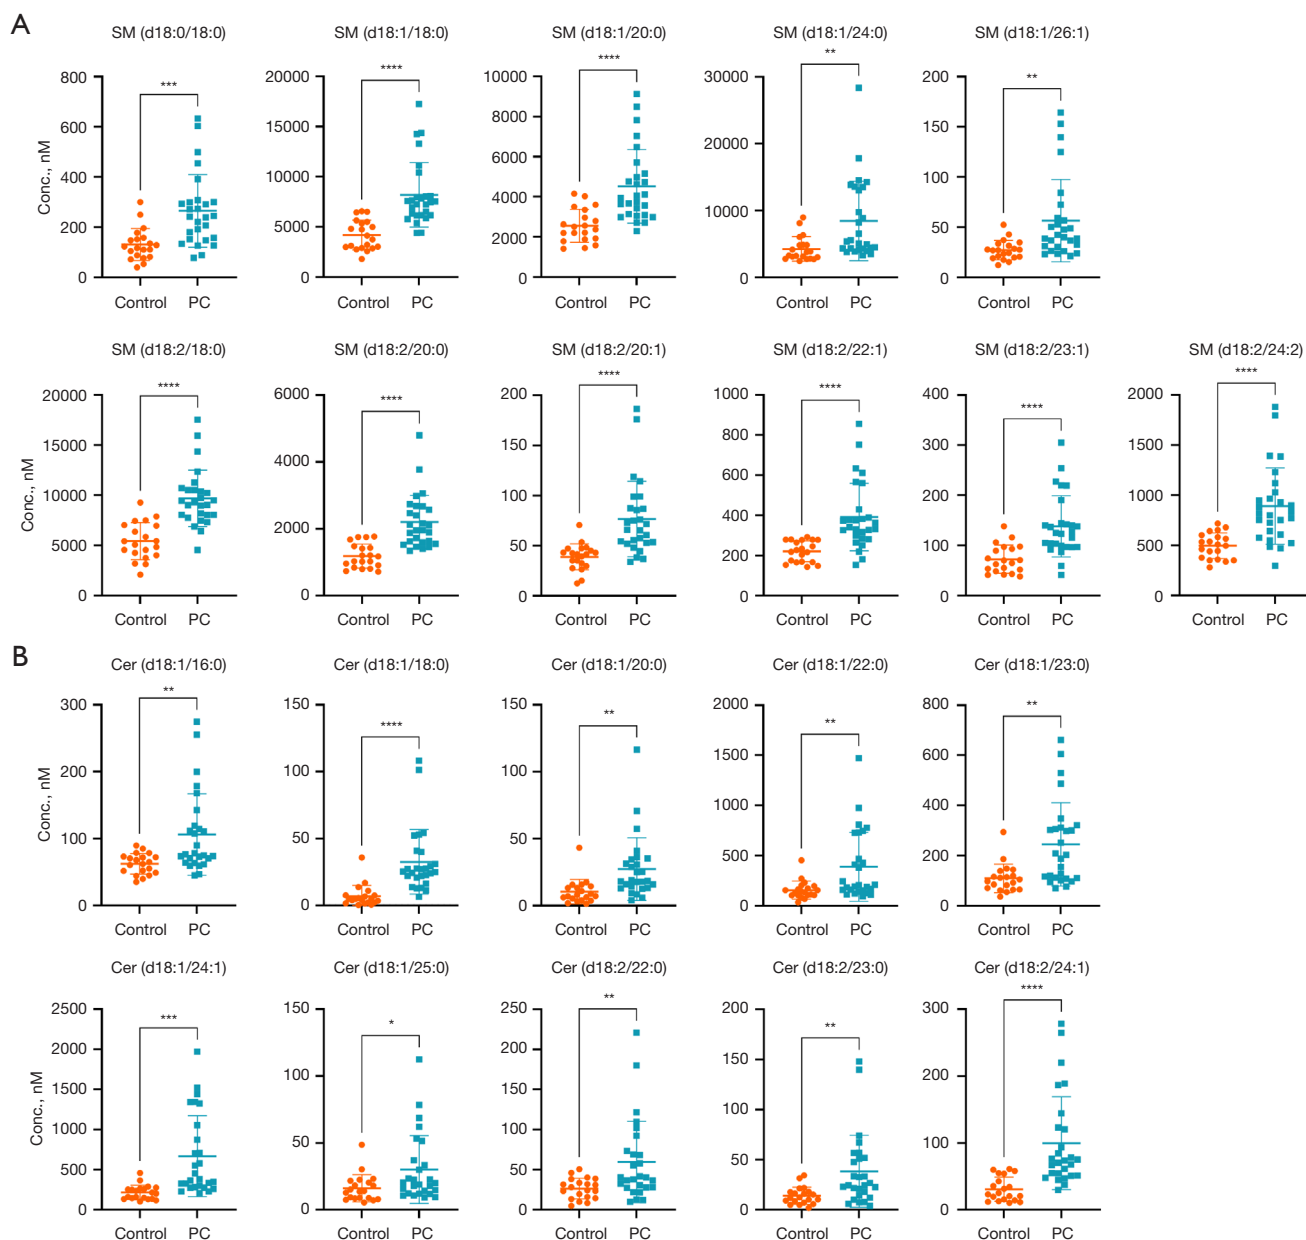 A
SM (d18:0/18:0) SM (d18:1/18:0) SM (d18:1/20:0) SM (d18:1/24:0) SM (d18:1/26:1)
Conc., nM
800 600 400 200 0
***
Control PC
20000 15000 10000 5000 0
****
Control PC
10000 8000 6000 4000 2000 0
****
Control PC
30000 20000 10000 0
**
Control PC
200 150 100 50 0
**
Control PC
SM (d18:2/18:0) SM (d18:2/20:0) SM (d18:2/20:1) SM (d18:2/22:1) SM (d18:2/23:1) SM (d18:2/24:2)
Conc., nM
20000 15000 10000 5000 0
****
Control PC
6000 4000 2000 0
****
Control PC
200 150 100 50 0
****
Control PC
1000 800 600 400 200 0
****
Control PC
400 300 200 100 0
****
Control PC
2000 1500 1000 500 0
****
Control PC
B
Cer (d18:1/16:0) Cer (d18:1/18:0) Cer (d18:1/20:0) Cer (d18:1/22:0) Cer (d18:1/23:0)
Conc., nM
300 200 100 0
**
Control PC
150 100 50 0
****
Control PC
150 100 50 0
**
Control PC
2000 1500 1000 500 0
**
Control PC
800 600 400 200 0
**
Control PC
Cer (d18:1/24:1) Cer (d18:1/25:0) Cer (d18:2/22:0) Cer (d18:2/23:0) Cer (d18:2/24:1)
Conc., nM
2500 2000 1500 1000 500 0
***
Control PC
150 100 50 0
*
Control PC
250 200 150 100 50 0
**
Control PC
200 150 100 50 0
**
Control PC
300 200 100 0
****
Control PC